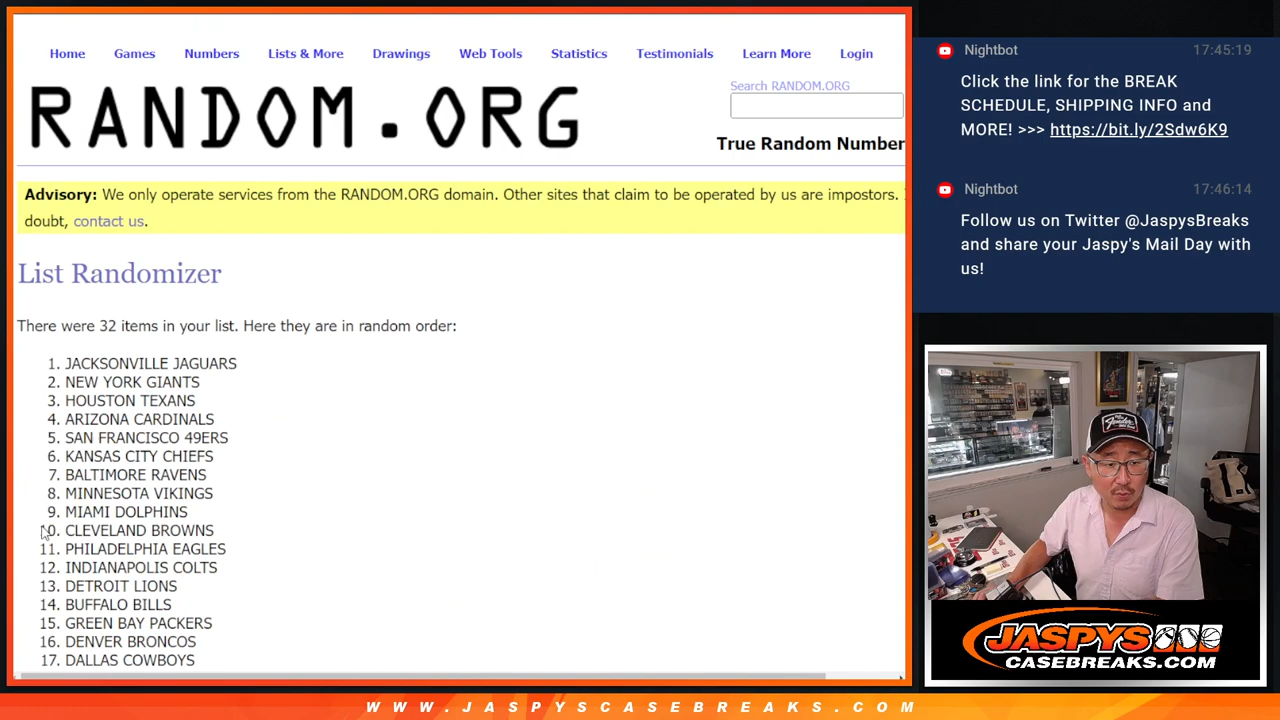 Home Games Numbers Lists & More Drawings Web Tools Statistics Testimonials Learn More Login
RANDOM.ORG
Search RANDOM.ORG
True Random Number
Advisory: We only operate services from the RANDOM.ORG domain. Other sites that claim to be operated by us are impostors.
doubt, contact us.
List Randomizer
There were 32 items in your list. Here they are in random order:
1. JACKSONVILLE JAGUARS
2. NEW YORK GIANTS
3. HOUSTON TEXANS
4. ARIZONA CARDINALS
5. SAN FRANCISCO 49ERS
6. KANSAS CITY CHIEFS
7. BALTIMORE RAVENS
8. MINNESOTA VIKINGS
9. MIAMI DOLPHINS
10. CLEVELAND BROWNS
11. PHILADELPHIA EAGLES
12. INDIANAPOLIS COLTS
13. DETROIT LIONS
14. BUFFALO BILLS
15. GREEN BAY PACKERS
16. DENVER BRONCOS
17. DALLAS COWBOYS
Nightbot 17:45:19
Click the link for the BREAK
SCHEDULE, SHIPPING INFO and
MORE! >>> https://bit.ly/2Sdw6K9
Nightbot 17:46:14
Follow us on Twitter @JaspysBreaks
and share your Jaspy's Mail Day with
us!
Fender
JASPYS
CASEBREAKS.COM
WWW.JASPYSCASEBREAKS.COM